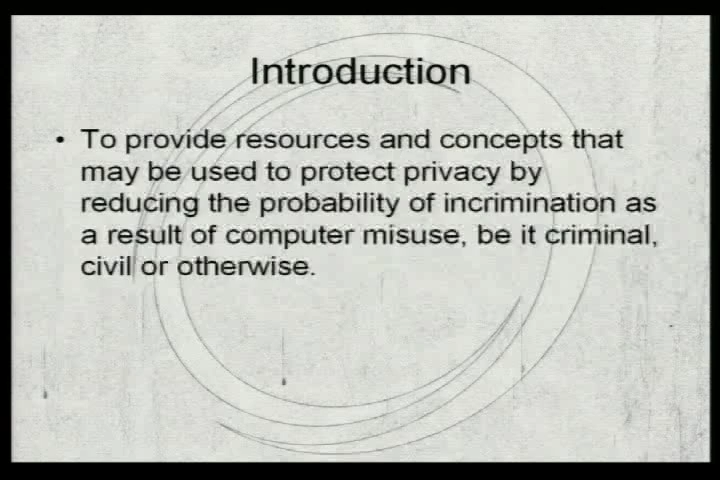 Introduction
• To provide resources and concepts that
may be used to protect privacy by
reducing the probability of incrimination as
a result of computer misuse, be it criminal,
civil or otherwise.